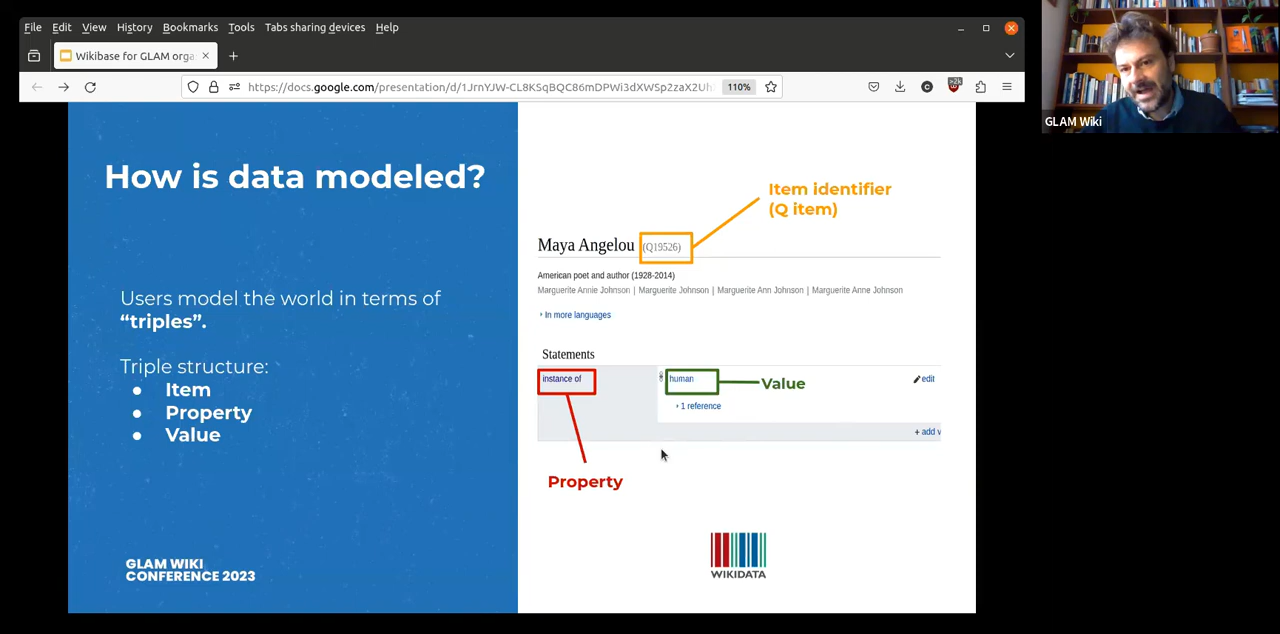 File Edit View History Bookmarks Tools Tabs sharing devices Help
Wikibase for GLAM orga
https://docs.google.com/presentation/d/1JrnYJW-CL8KSqBQC86mDPWi3dXWSp2zaX2Uh
110%
>2k
GLAM Wiki
How is data modeled?
Users model the world in terms of
“triples”.
Triple structure:
● Item
● Property
● Value
GLAM WIKI
CONFERENCE 2023
Item identifier
(Q item)
Maya Angelou (Q19526)
American poet and author (1928-2014)
Marguerite Annie Johnson | Marguerite Johnson | Marguerite Ann Johnson | Marguerite Anne Johnson
In more languages
Statements
instance of
human
edit
Value
1 reference
+ add v
Property
WIKIDATA